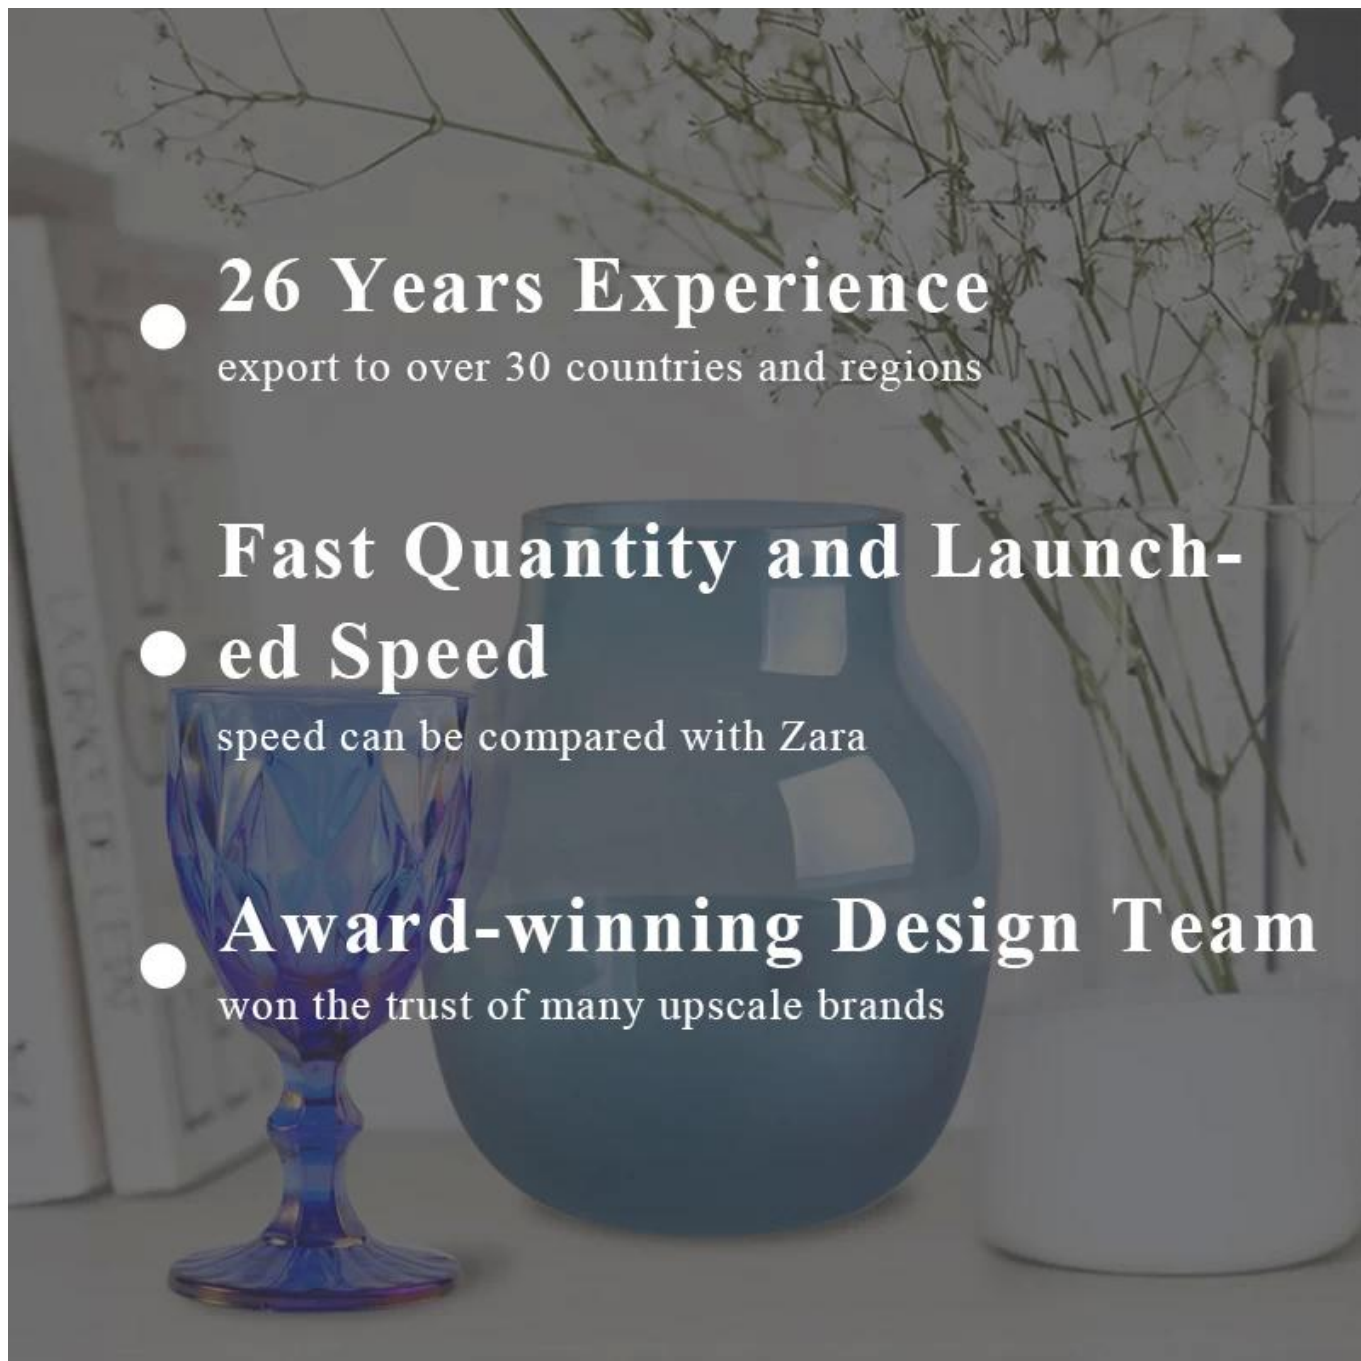 26 Years Experience
export to over 30 countries and regions
Fast Quantity and Launch-
ed Speed
speed can be compared with Zara
Award-winning Design Team
won the trust of many upscale brands